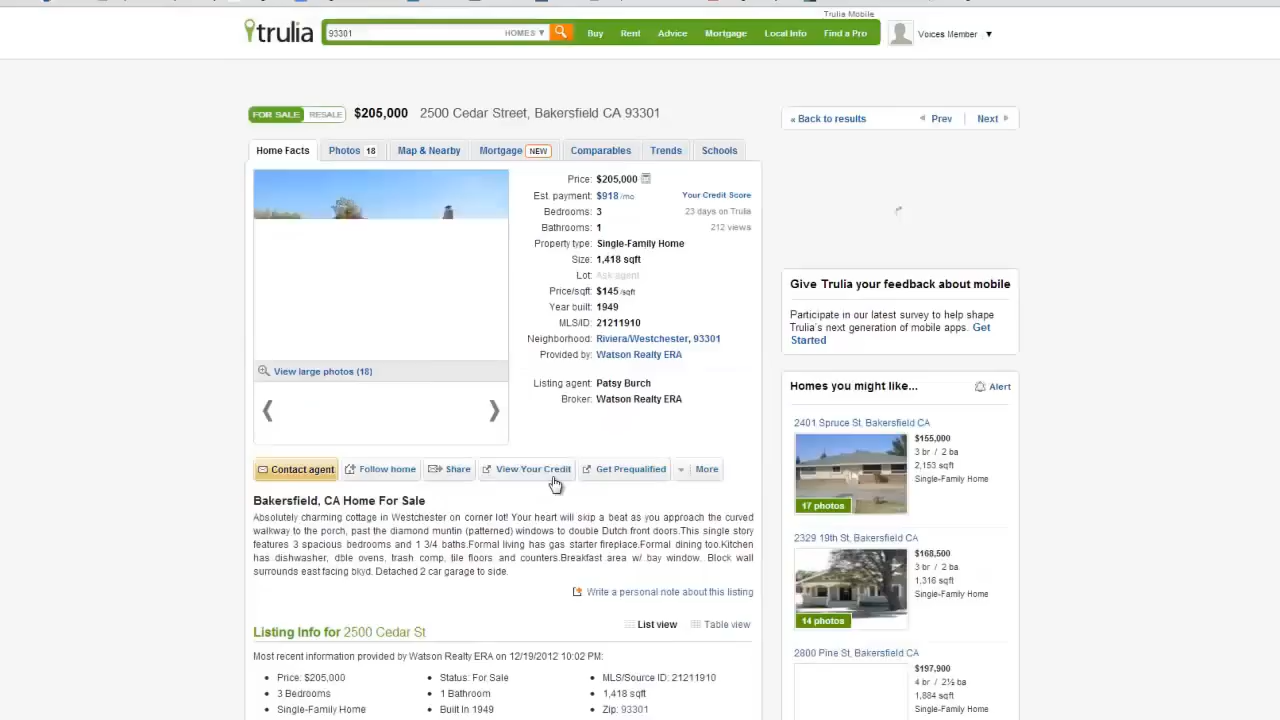 Trulia Mobile
trulia
93301
HOMES ▼
Buy Rent Advice Mortgage Local Info Find a Pro
Voices Member ▼
FOR SALE RESALE $205,000 2500 Cedar Street, Bakersfield CA 93301
« Back to results Prev Next
Home Facts Photos 18 Map & Nearby Mortgage NEW Comparables Trends Schools
Price: $205,000
Est. payment: $918 /mo Your Credit Score
Bedrooms: 3 23 days on Trulia
Bathrooms: 1 212 views
Property type: Single-Family Home
Size: 1,418 sqft
Lot: Ask agent
Price/sqft: $145 /sqft
Year built: 1949
MLS/ID: 21211910
Neighborhood: Riviera/Westchester, 93301
Provided by: Watson Realty ERA
Listing agent: Patsy Burch
Broker: Watson Realty ERA
View large photos (18)
Contact agent Follow home Share View Your Credit Get Prequalified More
Bakersfield, CA Home For Sale
Absolutely charming cottage in Westchester on corner lot! Your heart will skip a beat as you approach the curved
walkway to the porch, past the diamond muntin (patterned) windows to double Dutch front doors.This single story
features 3 spacious bedrooms and 1 3/4 baths.Formal living has gas starter fireplace.Formal dining too.Kitchen
has dishwasher, dble ovens, trash comp, tile floors and counters.Breakfast area w/ bay window. Block wall
surrounds east facing bkyd. Detached 2 car garage to side.
Write a personal note about this listing
List view Table view
Listing Info for 2500 Cedar St
Most recent information provided by Watson Realty ERA on 12/19/2012 10:02 PM:
• Price: $205,000 • Status: For Sale • MLS/Source ID: 21211910
• 3 Bedrooms • 1 Bathroom • 1,418 sqft
• Single-Family Home • Built In 1949 • Zip: 93301
Give Trulia your feedback about mobile
Participate in our latest survey to help shape
Trulia's next generation of mobile apps. Get
Started
Homes you might like... Alert
2401 Spruce St, Bakersfield CA
$155,000
3 br / 2 ba
2,153 sqft
Single-Family Home
17 photos
2329 19th St, Bakersfield CA
$168,500
3 br / 2 ba
1,316 sqft
Single-Family Home
14 photos
2800 Pine St, Bakersfield CA
$197,900
4 br / 2½ ba
1,884 sqft
Single-Family Home